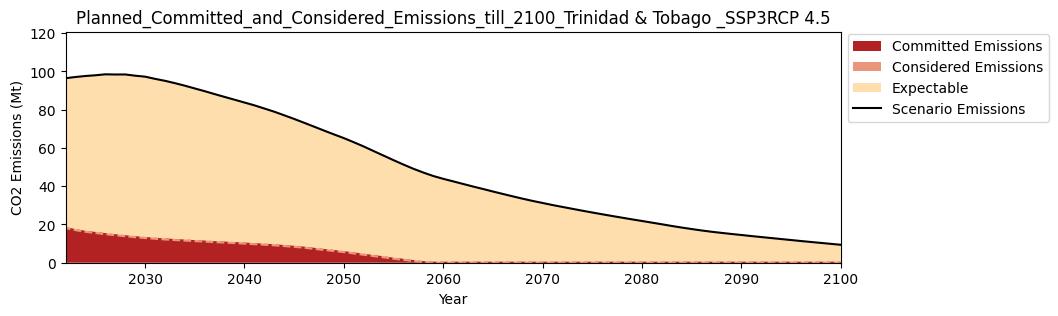 Planned_Committed_and_Considered_Emissions_till_2100_Trinidad & Tobago _SSP3RCP 4.5
120
100
80
60
40
20
0
CO2 Emissions (Mt)
2030 2040 2050 2060 2070 2080 2090 2100
Year
Committed Emissions
Considered Emissions
Expectable
Scenario Emissions